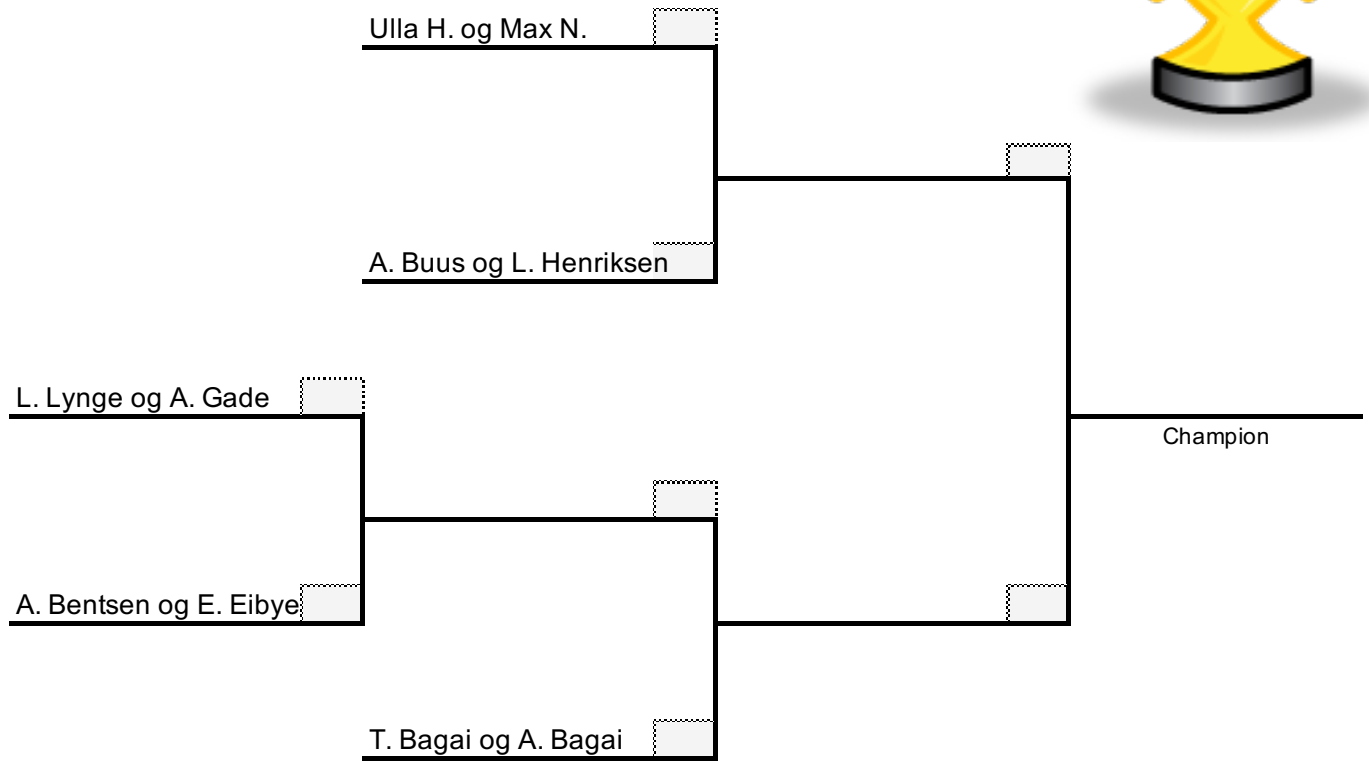 Ulla H. og Max N.
A. Buus og L. Henriksen
L. Lynge og A. Gade
Champion
A. Bentsen og E. Eibye
T. Bagai og A. Bagai